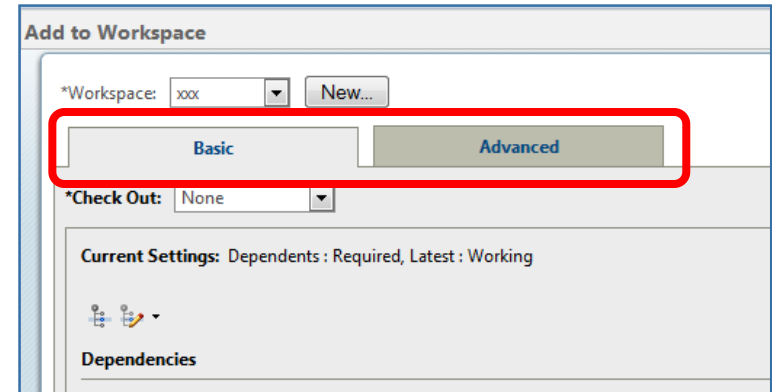 Add to Workspace
*Workspace: xxx New...
Basic Advanced
*Check Out: None
Current Settings: Dependents : Required, Latest : Working
Dependencies